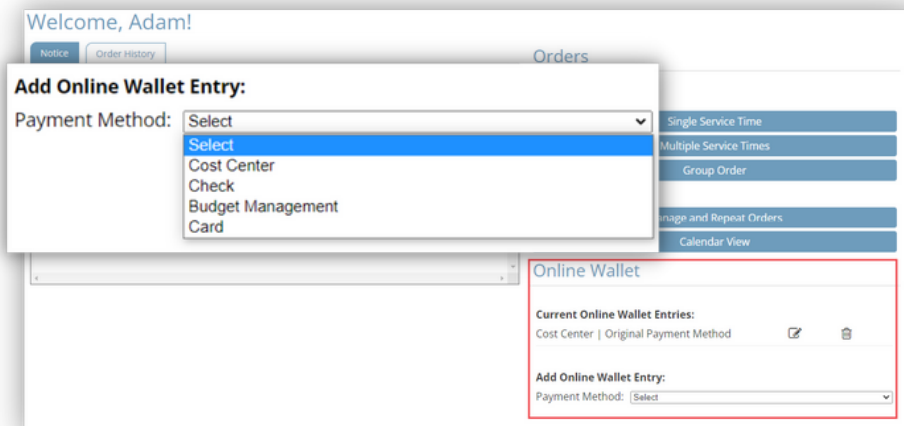 Welcome, Adam!
Notice
Order History
Orders
Add Online Wallet Entry:
Payment Method: Select
Select
Cost Center
Check
Budget Management
Card
Single Service Time
Multiple Service Times
Group Order
and Repeat Orders
Calendar View
Online Wallet
Current Online Wallet Entries:
Cost Center | Original Payment Method
Add Online Wallet Entry:
Payment Method: Select